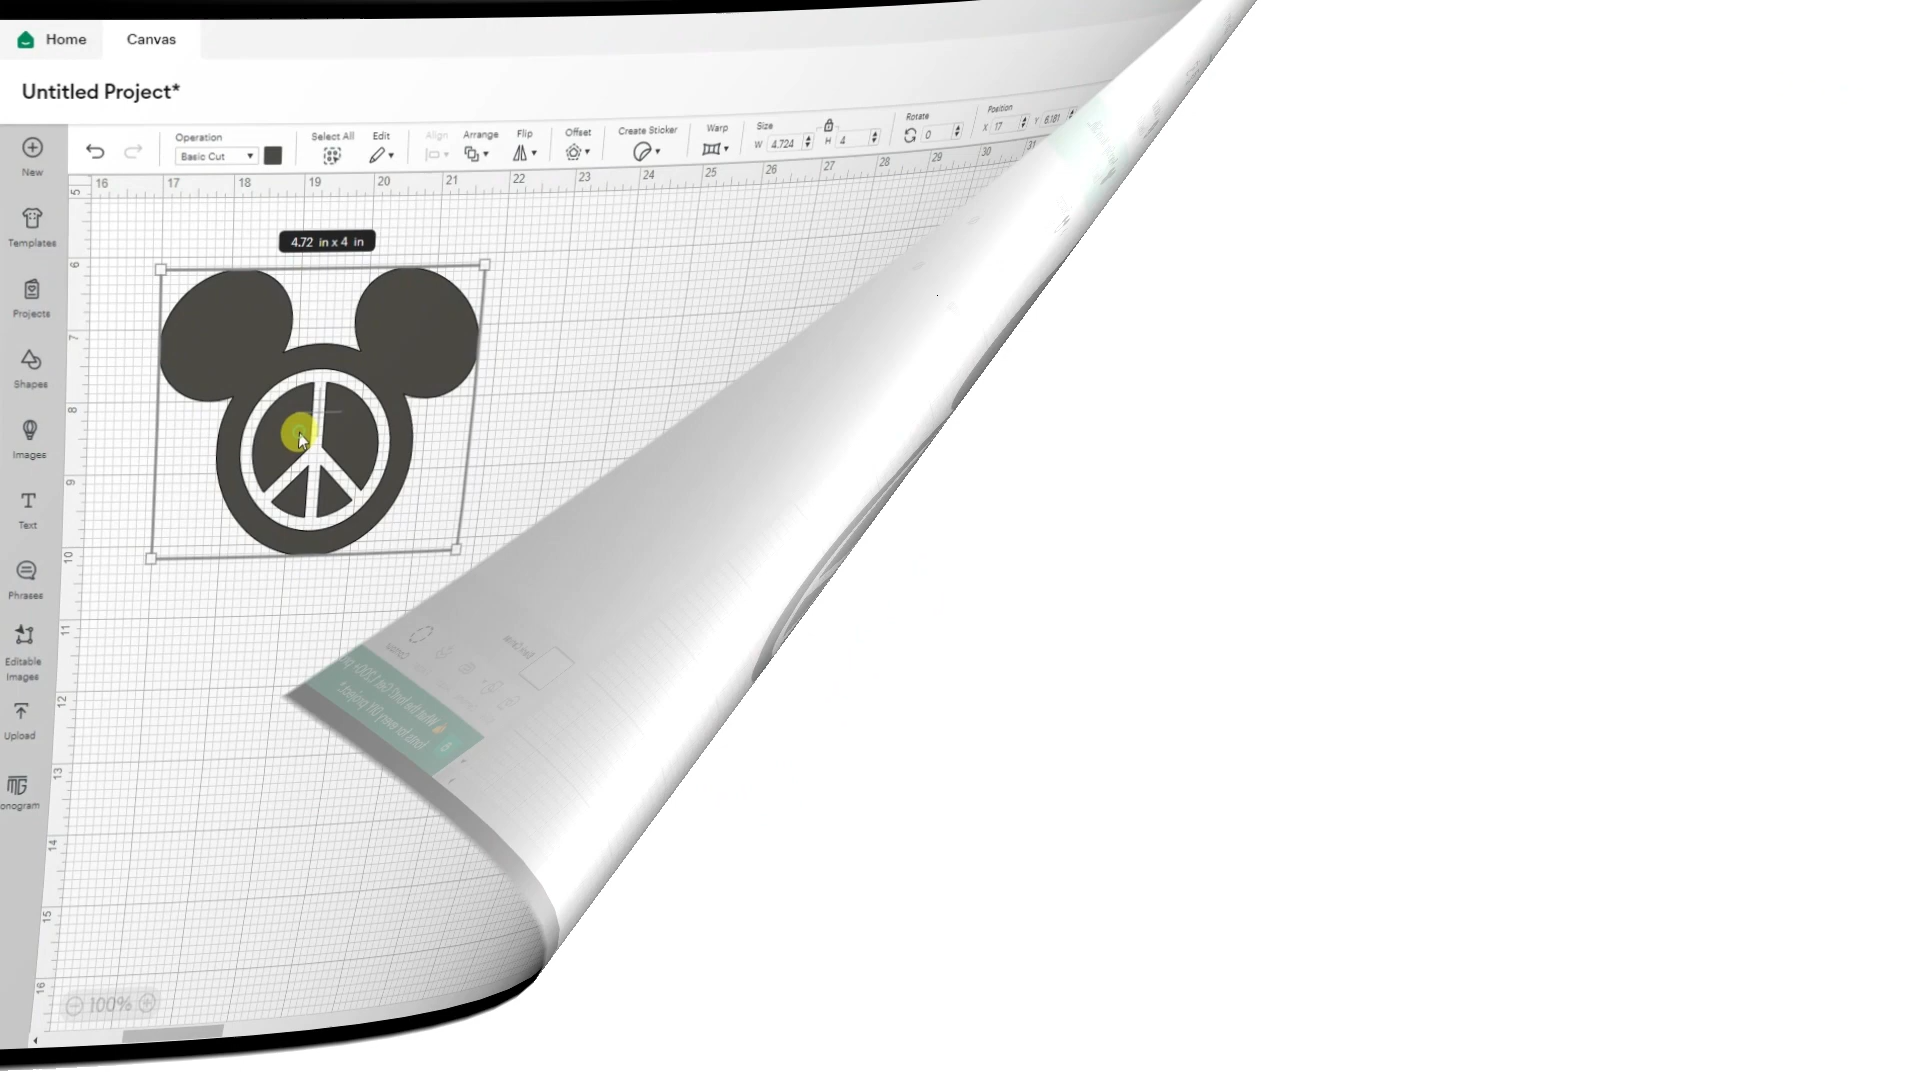 Home
Canvas
Untitled Project*
Operation
Basic Cut
Select All
Edit
Align
Arrange
Flip
Offset
Create Sticker
Warp
Size
W 4.724
H 4
Rotate
0
Position
X 17
Y 6.181
16 17 18 19 20 21 22 23 24 25 26 27 28 29 30 31
5
6
7
8
9
10
11
12
13
14
15
16
4.72 in x 4 in
New
Templates
Projects
Shapes
Images
Text
Phrases
Editable
Images
Upload
onogram
100%